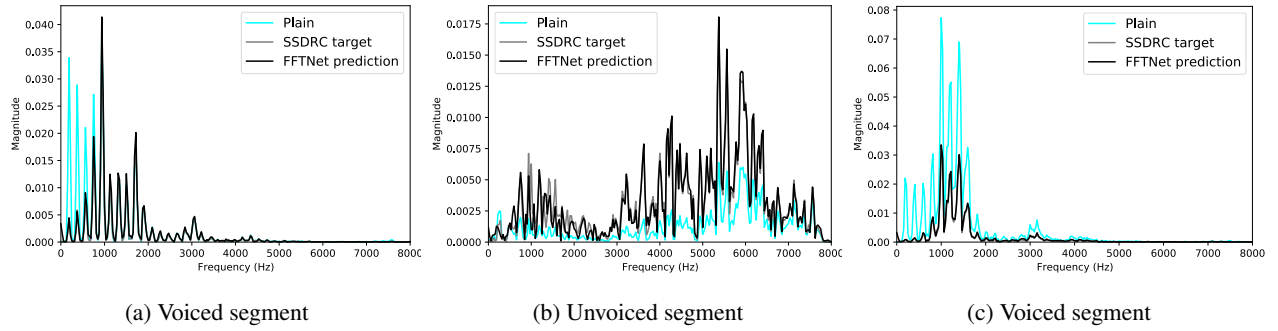 Plain
SSDRC target
FFTNet prediction
Magnitude
0.040
0.035
0.030
0.025
0.020
0.015
0.010
0.005
0.000
0 1000 2000 3000 4000 5000 6000 7000 8000
Frequency (Hz)
(a) Voiced segment
Plain
SSDRC target
FFTNet prediction
Magnitude
0.0175
0.0150
0.0125
0.0100
0.0075
0.0050
0.0025
0.0000
0 1000 2000 3000 4000 5000 6000 7000 8000
Frequency (Hz)
(b) Unvoiced segment
Plain
SSDRC target
FFTNet prediction
Magnitude
0.08
0.07
0.06
0.05
0.04
0.03
0.02
0.01
0.00
0 1000 2000 3000 4000 5000 6000 7000 8000
Frequency (Hz)
(c) Voiced segment